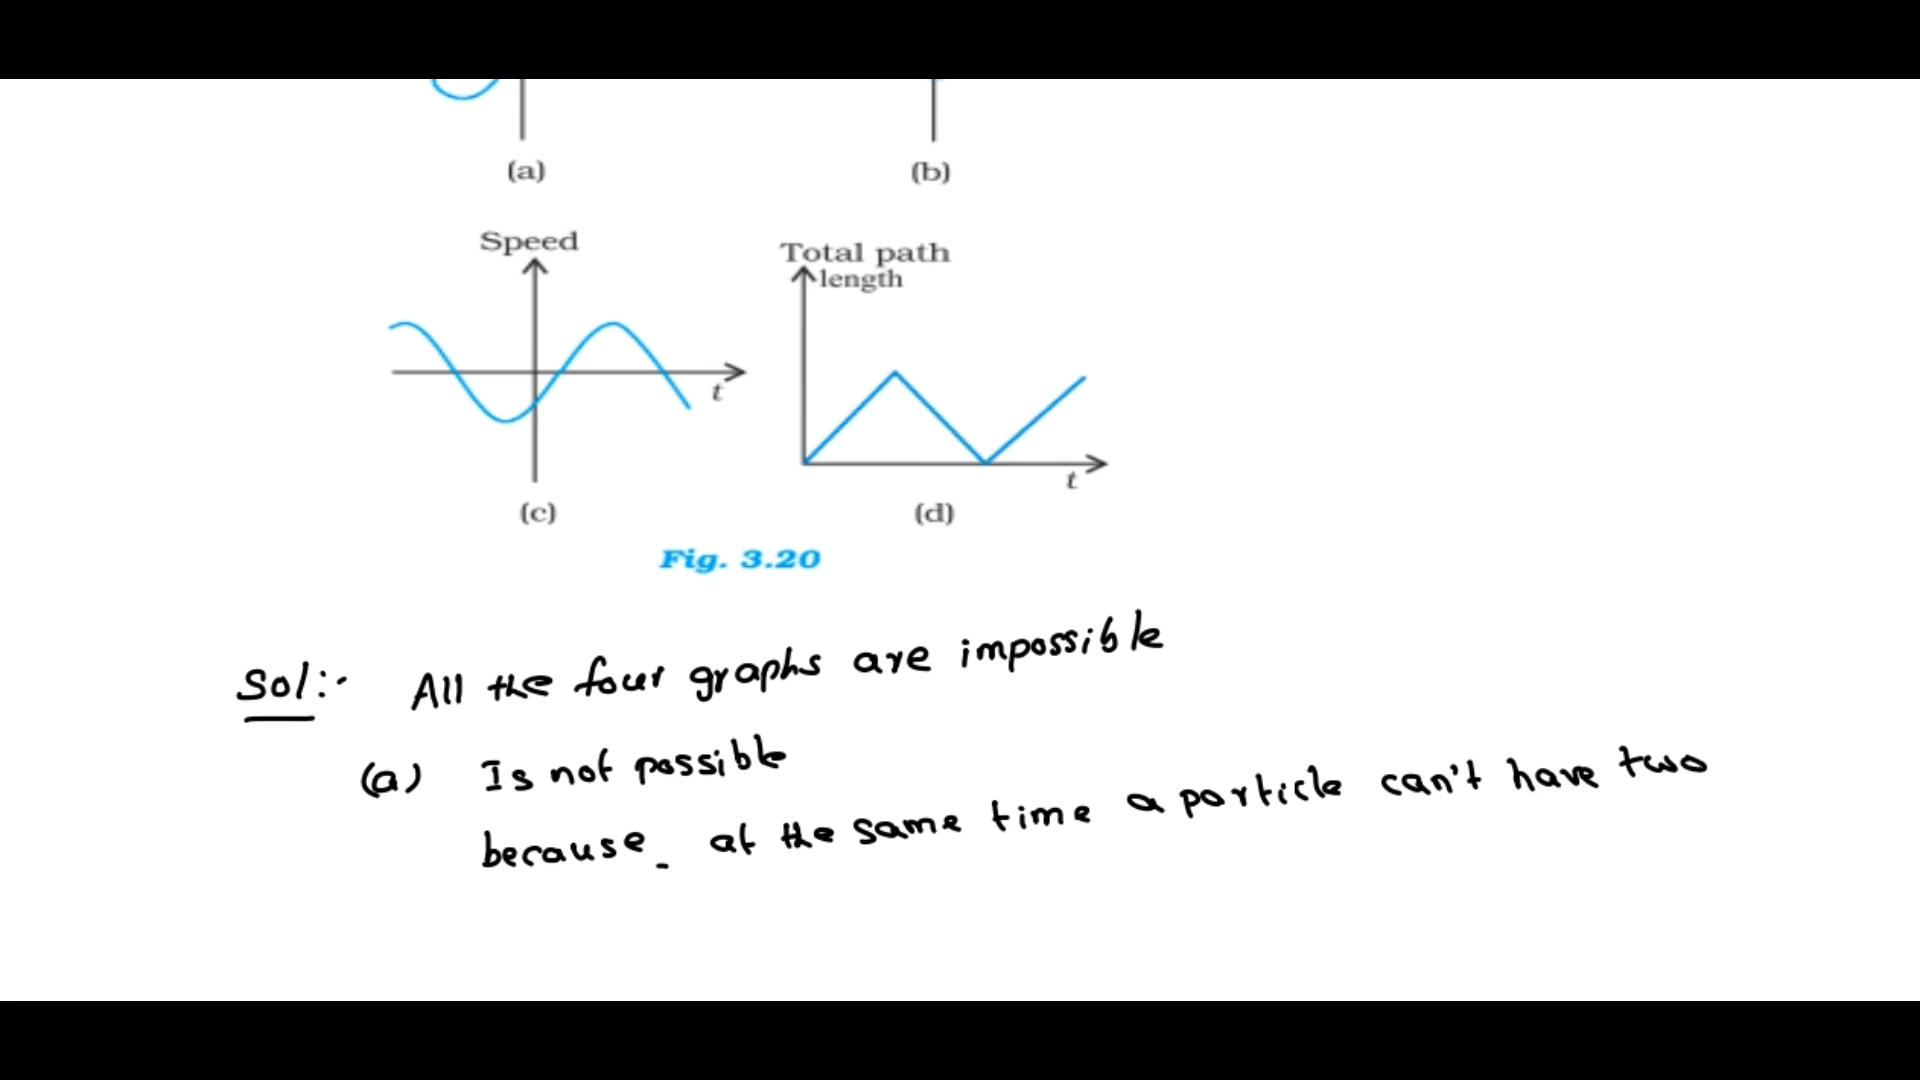 (a)
(b)
Speed
t
(c)
Total path
length
t
(d)
Fig. 3.20
Sol:- All the four graphs are impossible
(a) Is not possible
because - at the same time a particle can't have two